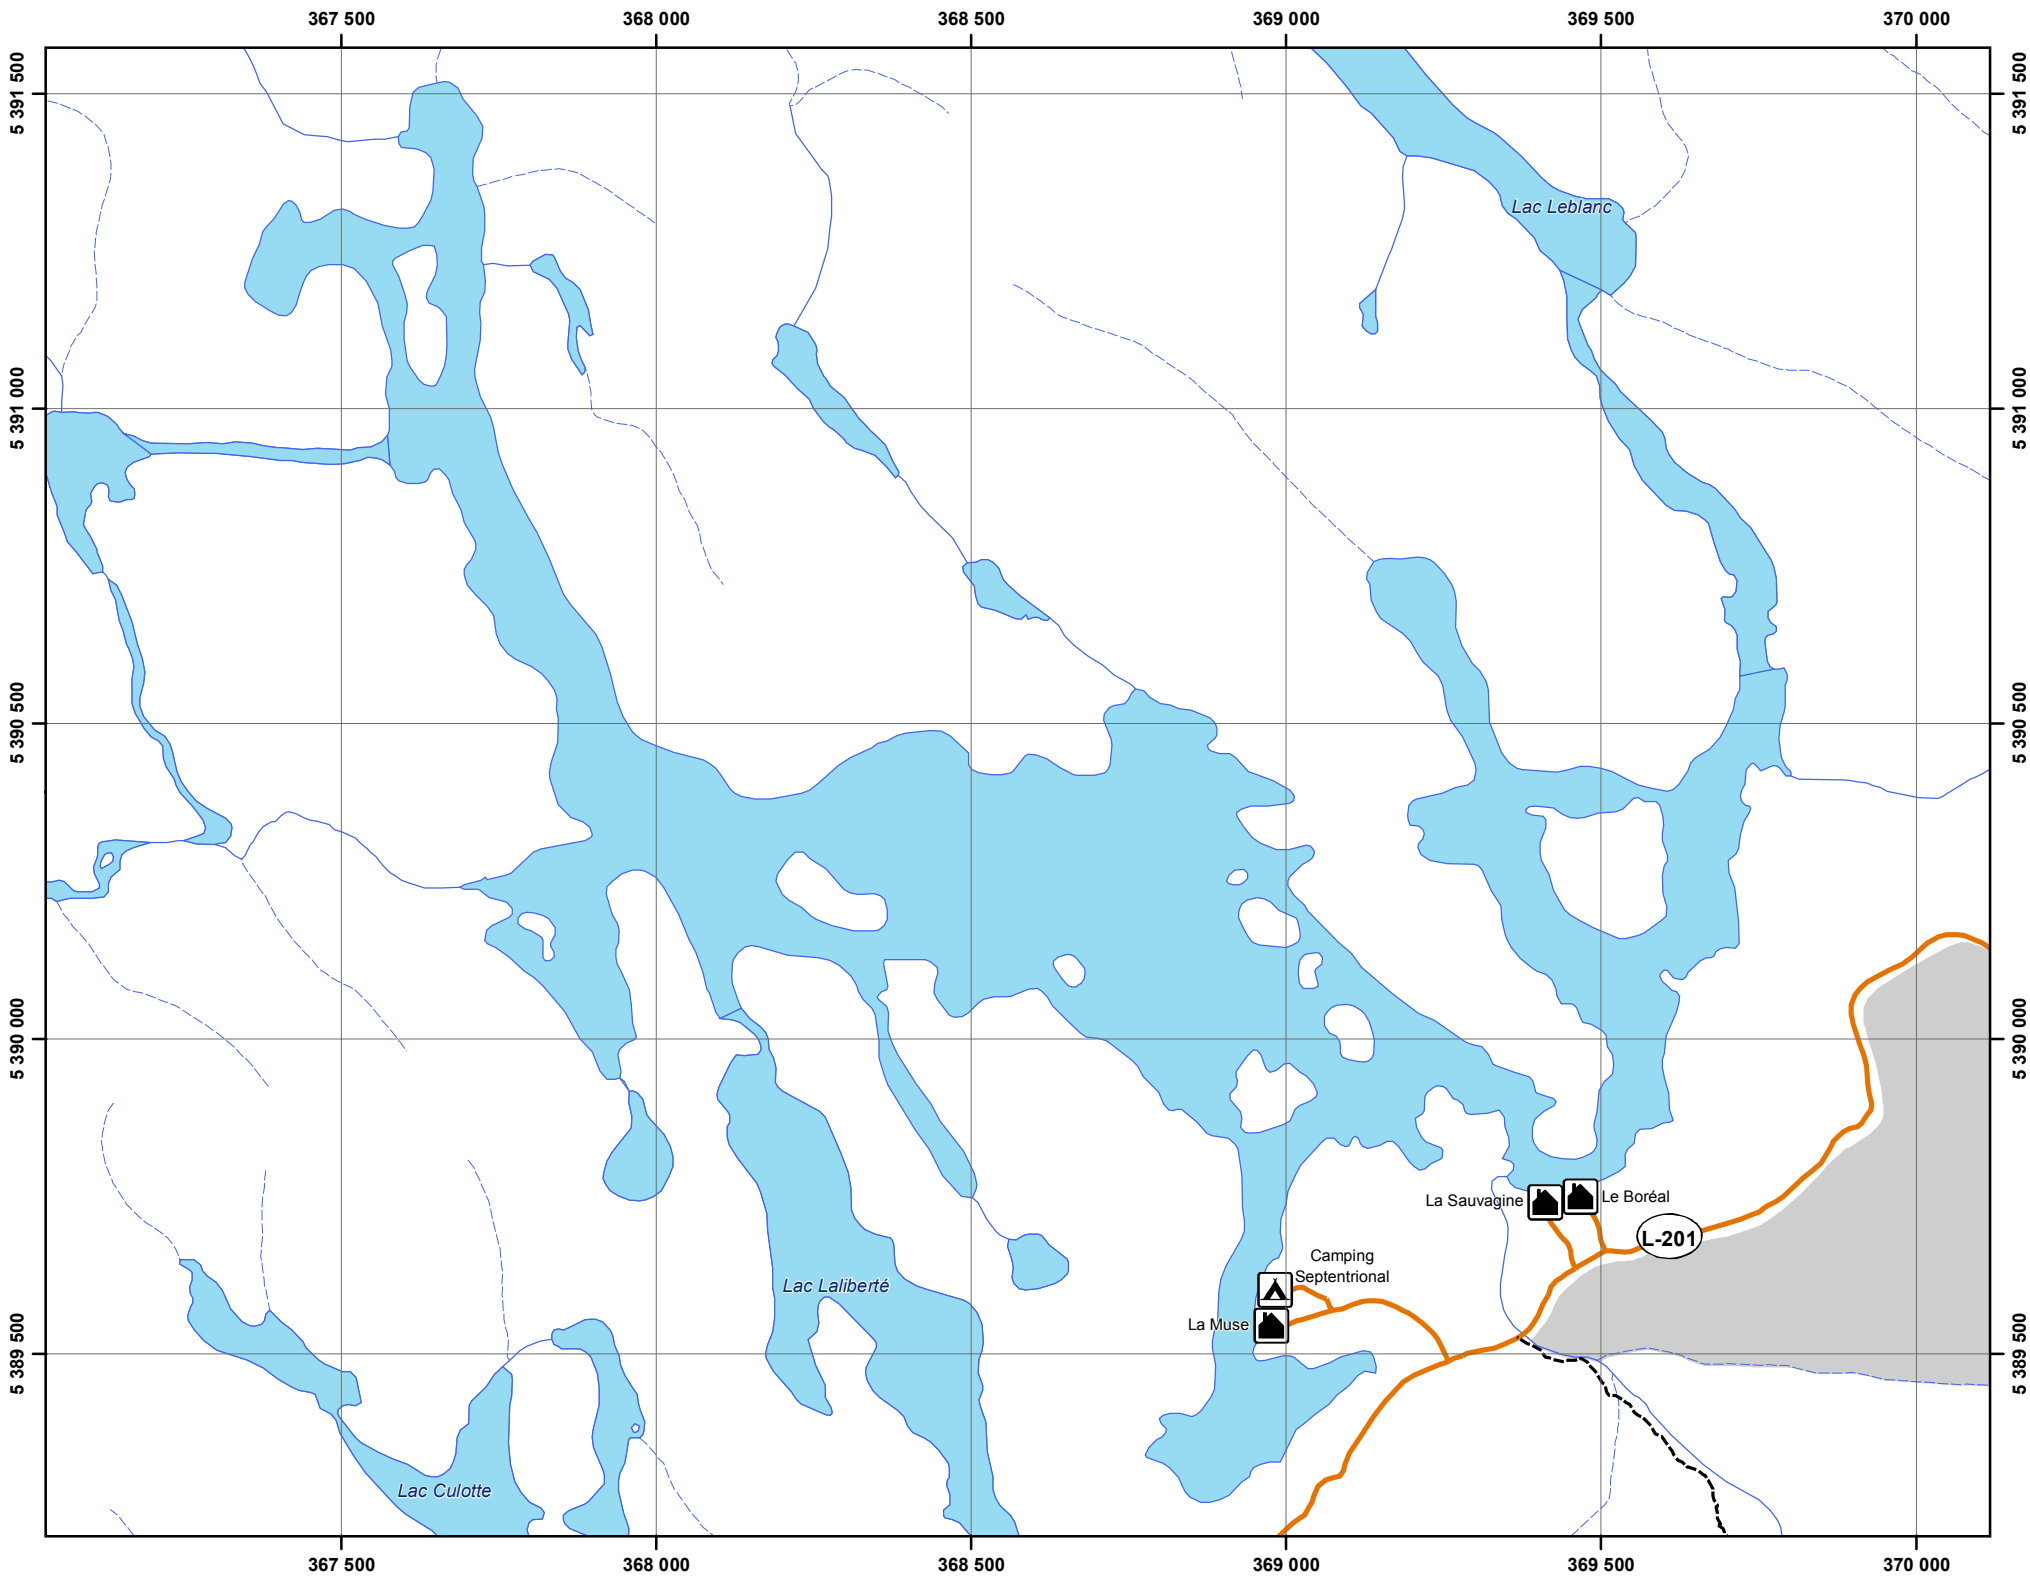 367 500
368 000
368 500
369 000
369 500
370 000
5 391 500
5 391 500
Lac Leblanc
5 391 000
5 391 000
5 390 500
5 390 500
5 390 000
5 390 000
La Sauvagine
Le Boréal
L-201
Camping
Septentrional
Lac Laliberté
La Muse
5 389 500
5 389 500
Lac Culotte
367 500
368 000
368 500
369 000
369 500
370 000